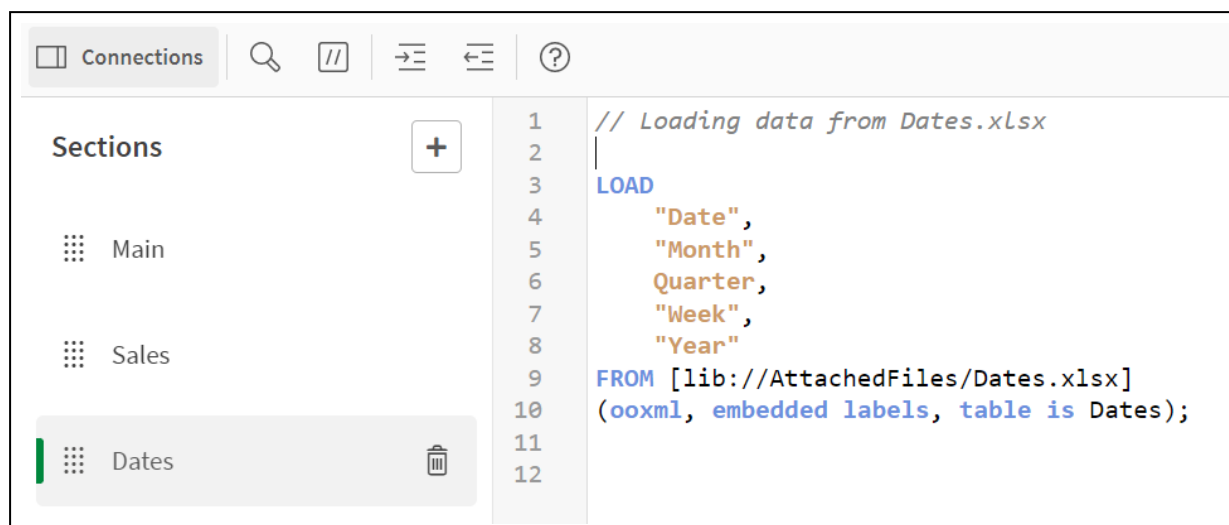 Connections // ?
Sections +
Main
Sales
Dates
1 // Loading data from Dates.xlsx
2
3 LOAD
4 "Date",
5 "Month",
6 Quarter,
7 "Week",
8 "Year"
9 FROM [lib://AttachedFiles/Dates.xlsx]
10 (ooxml, embedded labels, table is Dates);
11
12